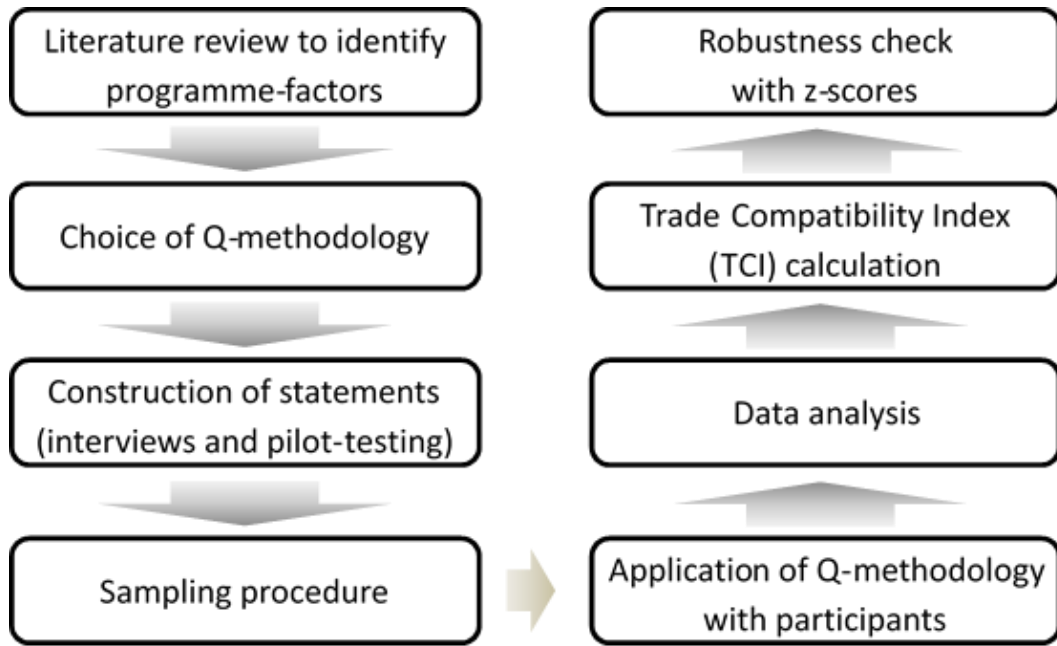 Literature review to identify
programme-factors
Choice of Q-methodology
Construction of statements
(interviews and pilot-testing)
Sampling procedure
Application of Q-methodology
with participants
Data analysis
Trade Compatibility Index
(TCI) calculation
Robustness check
with z-scores